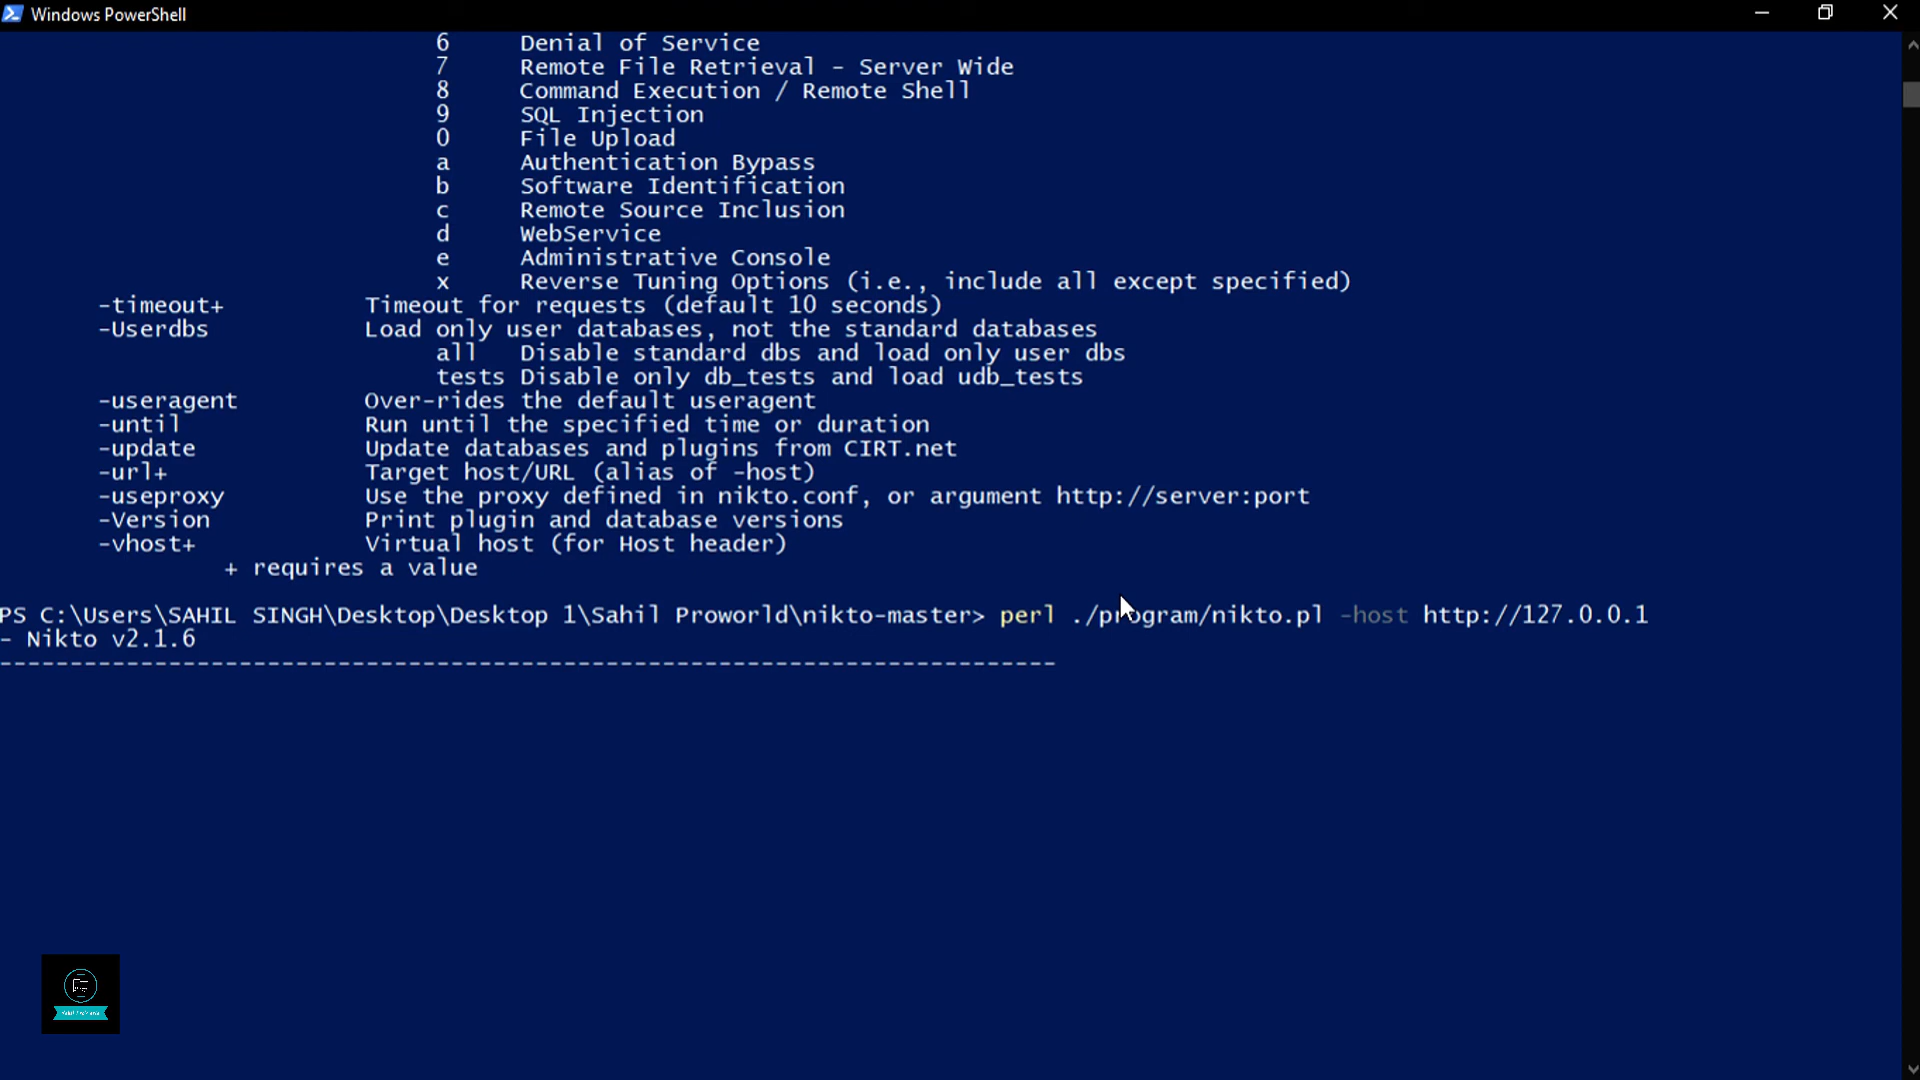 Windows PowerShell
6 Denial of Service
7 Remote File Retrieval - Server Wide
8 Command Execution / Remote Shell
9 SQL Injection
0 File Upload
a Authentication Bypass
b Software Identification
c Remote Source Inclusion
d WebService
e Administrative Console
x Reverse Tuning Options (i.e., include all except specified)
-timeout+ Timeout for requests (default 10 seconds)
-Userdbs Load only user databases, not the standard databases
all Disable standard dbs and load only user dbs
tests Disable only db_tests and load udb_tests
-useragent Over-rides the default useragent
-until Run until the specified time or duration
-update Update databases and plugins from CIRT.net
-url+ Target host/URL (alias of -host)
-useproxy Use the proxy defined in nikto.conf, or argument http://server:port
-Version Print plugin and database versions
-vhost+ Virtual host (for Host header)
+ requires a value
PS C:\Users\SAHIL SINGH\Desktop\Desktop 1\Sahil Proworld\nikto-master> perl ./program/nikto.pl -host http://127.0.0.1
- Nikto v2.1.6
---------------------------------------------------------------------------